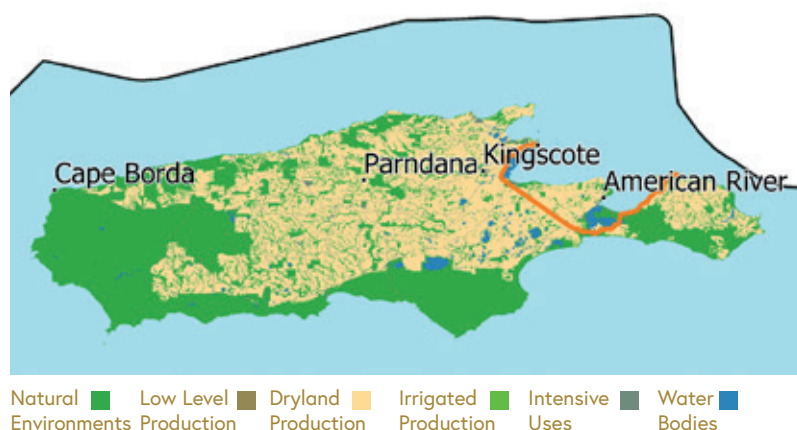 Cape Borda
Parndana
Kingscote
American River
Natural Environments
Low Level Production
Dryland Production
Irrigated Production
Intensive Uses
Water Bodies